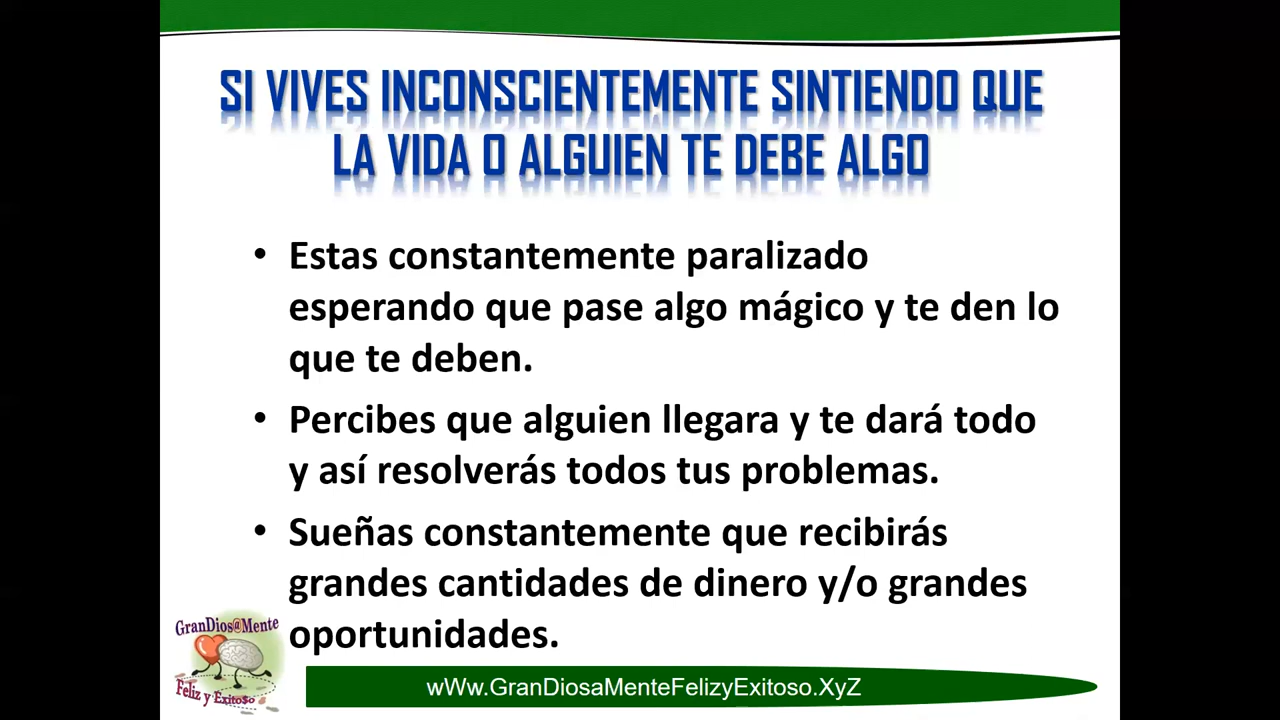 SI VIVES INCONSCIENTEMENTE SINTIENDO QUE
LA VIDA O ALGUIEN TE DEBE ALGO
• Estas constantemente paralizado
esperando que pase algo mágico y te den lo
que te deben.
• Percibes que alguien llegara y te dará todo
y así resolverás todos tus problemas.
• Sueñas constantemente que recibirás
grandes cantidades de dinero y/o grandes
oportunidades.
GranDios@Mente
Feliz y Exito$o
wWw.GranDiosaMenteFelizyExitoso.XyZ